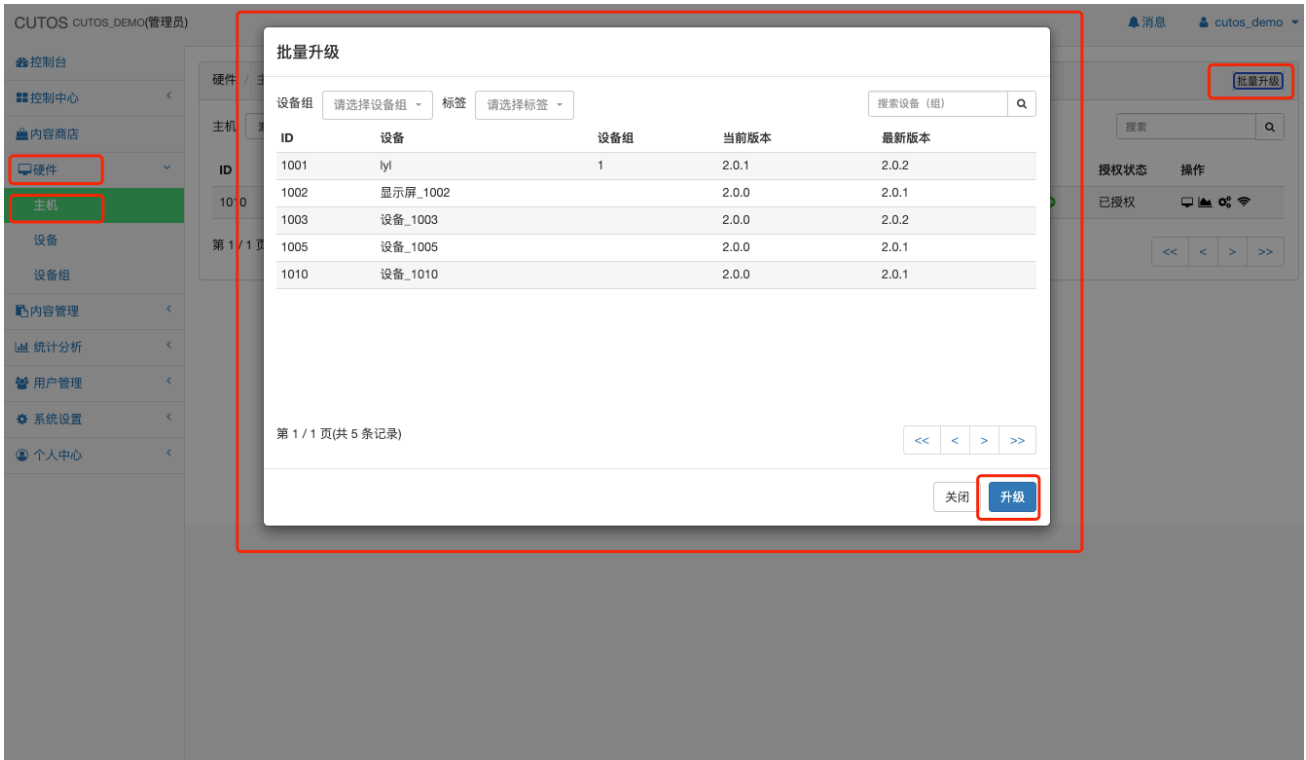 CUTOS CUTOS_DEMO(管理员)
消息 cutos_demo
控制台
控制中心
内容商店
硬件
主机
设备
设备组
内容管理
统计分析
用户管理
系统设置
个人中心
硬件 /
批量升级
主机
搜索
ID 授权状态 操作
1010 已授权
第 1 / 1
<< < > >>
批量升级
设备组 请选择设备组 标签 请选择标签 搜索设备（组）
ID 设备 设备组 当前版本 最新版本
1001 lyl 1 2.0.1 2.0.2
1002 显示屏_1002 2.0.0 2.0.1
1003 设备_1003 2.0.0 2.0.2
1005 设备_1005 2.0.0 2.0.1
1010 设备_1010 2.0.0 2.0.1
第 1 / 1 页(共 5 条记录)
<< < > >>
关闭 升级